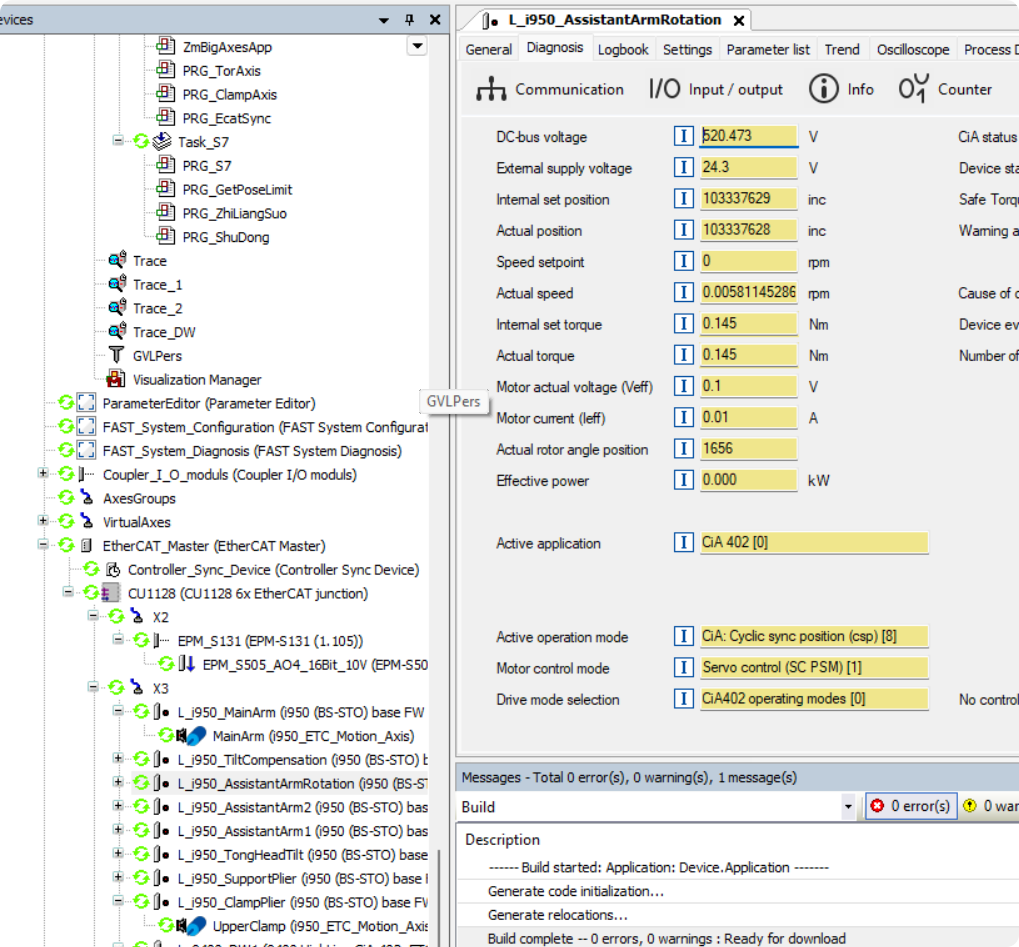 evices
ZmBigAxesApp
PRG_TorAxis
PRG_ClampAxis
PRG_EcatSync
Task_S7
PRG_S7
PRG_GetPoseLimit
PRG_ZhiLiangSuo
PRG_ShuDong
Trace
Trace_1
Trace_2
Trace_DW
GVLPers
Visualization Manager
ParameterEditor (Parameter Editor)
FAST_System_Configuration (FAST System Configurat
FAST_System_Diagnosis (FAST System Diagnosis)
Coupler_I_O_moduls (Coupler I/O moduls)
AxesGroups
VirtualAxes
EtherCAT_Master (EtherCAT Master)
Controller_Sync_Device (Controller Sync Device)
CU1128 (CU1128 6x EtherCAT junction)
X2
EPM_S131 (EPM-S131 (1.105))
EPM_S505_AO4_16Bit_10V (EPM-S50
X3
L_i950_MainArm (i950 (BS-STO) base FW
MainArm (i950_ETC_Motion_Axis)
L_i950_TiltCompensation (i950 (BS-STO) b
L_i950_AssistantArmRotation (i950 (BS-ST
L_i950_AssistantArm2 (i950 (BS-STO) bas
L_i950_AssistantArm1 (i950 (BS-STO) bas
L_i950_TongHeadTilt (i950 (BS-STO) base
L_i950_SupportPlier (i950 (BS-STO) base
L_i950_ClampPlier (i950 (BS-STO) base FW
UpperClamp (i950_ETC_Motion_Axis
GVLPers
L_i950_AssistantArmRotation
General Diagnosis Logbook Settings Parameter list Trend Oscilloscope Process D
Communication I/O Input / output Info Counter
DC-bus voltage I 520.473 V CiA status
External supply voltage I 24.3 V Device sta
Internal set position I 103337629 inc Safe Torqu
Actual position I 103337628 inc Warning a
Speed setpoint I 0 rpm
Actual speed I 0.00581145286 rpm Cause of
Internal set torque I 0.145 Nm Device ev
Actual torque I 0.145 Nm Number of
Motor actual voltage (Veff) I 0.1 V
Motor current (Ieff) I 0.01 A
Actual rotor angle position I 1656
Effective power I 0.000 kW
Active application I CiA 402 [0]
Active operation mode I CiA: Cyclic sync position (csp) [8]
Motor control mode I Servo control (SC PSM) [1]
Drive mode selection I CiA402 operating modes [0] No control
Messages - Total 0 error(s), 0 warning(s), 1 message(s)
Build 0 error(s) 0 war
Description
------ Build started: Application: Device.Application -------
Generate code initialization...
Generate relocations...
Build complete -- 0 errors, 0 warnings : Ready for download